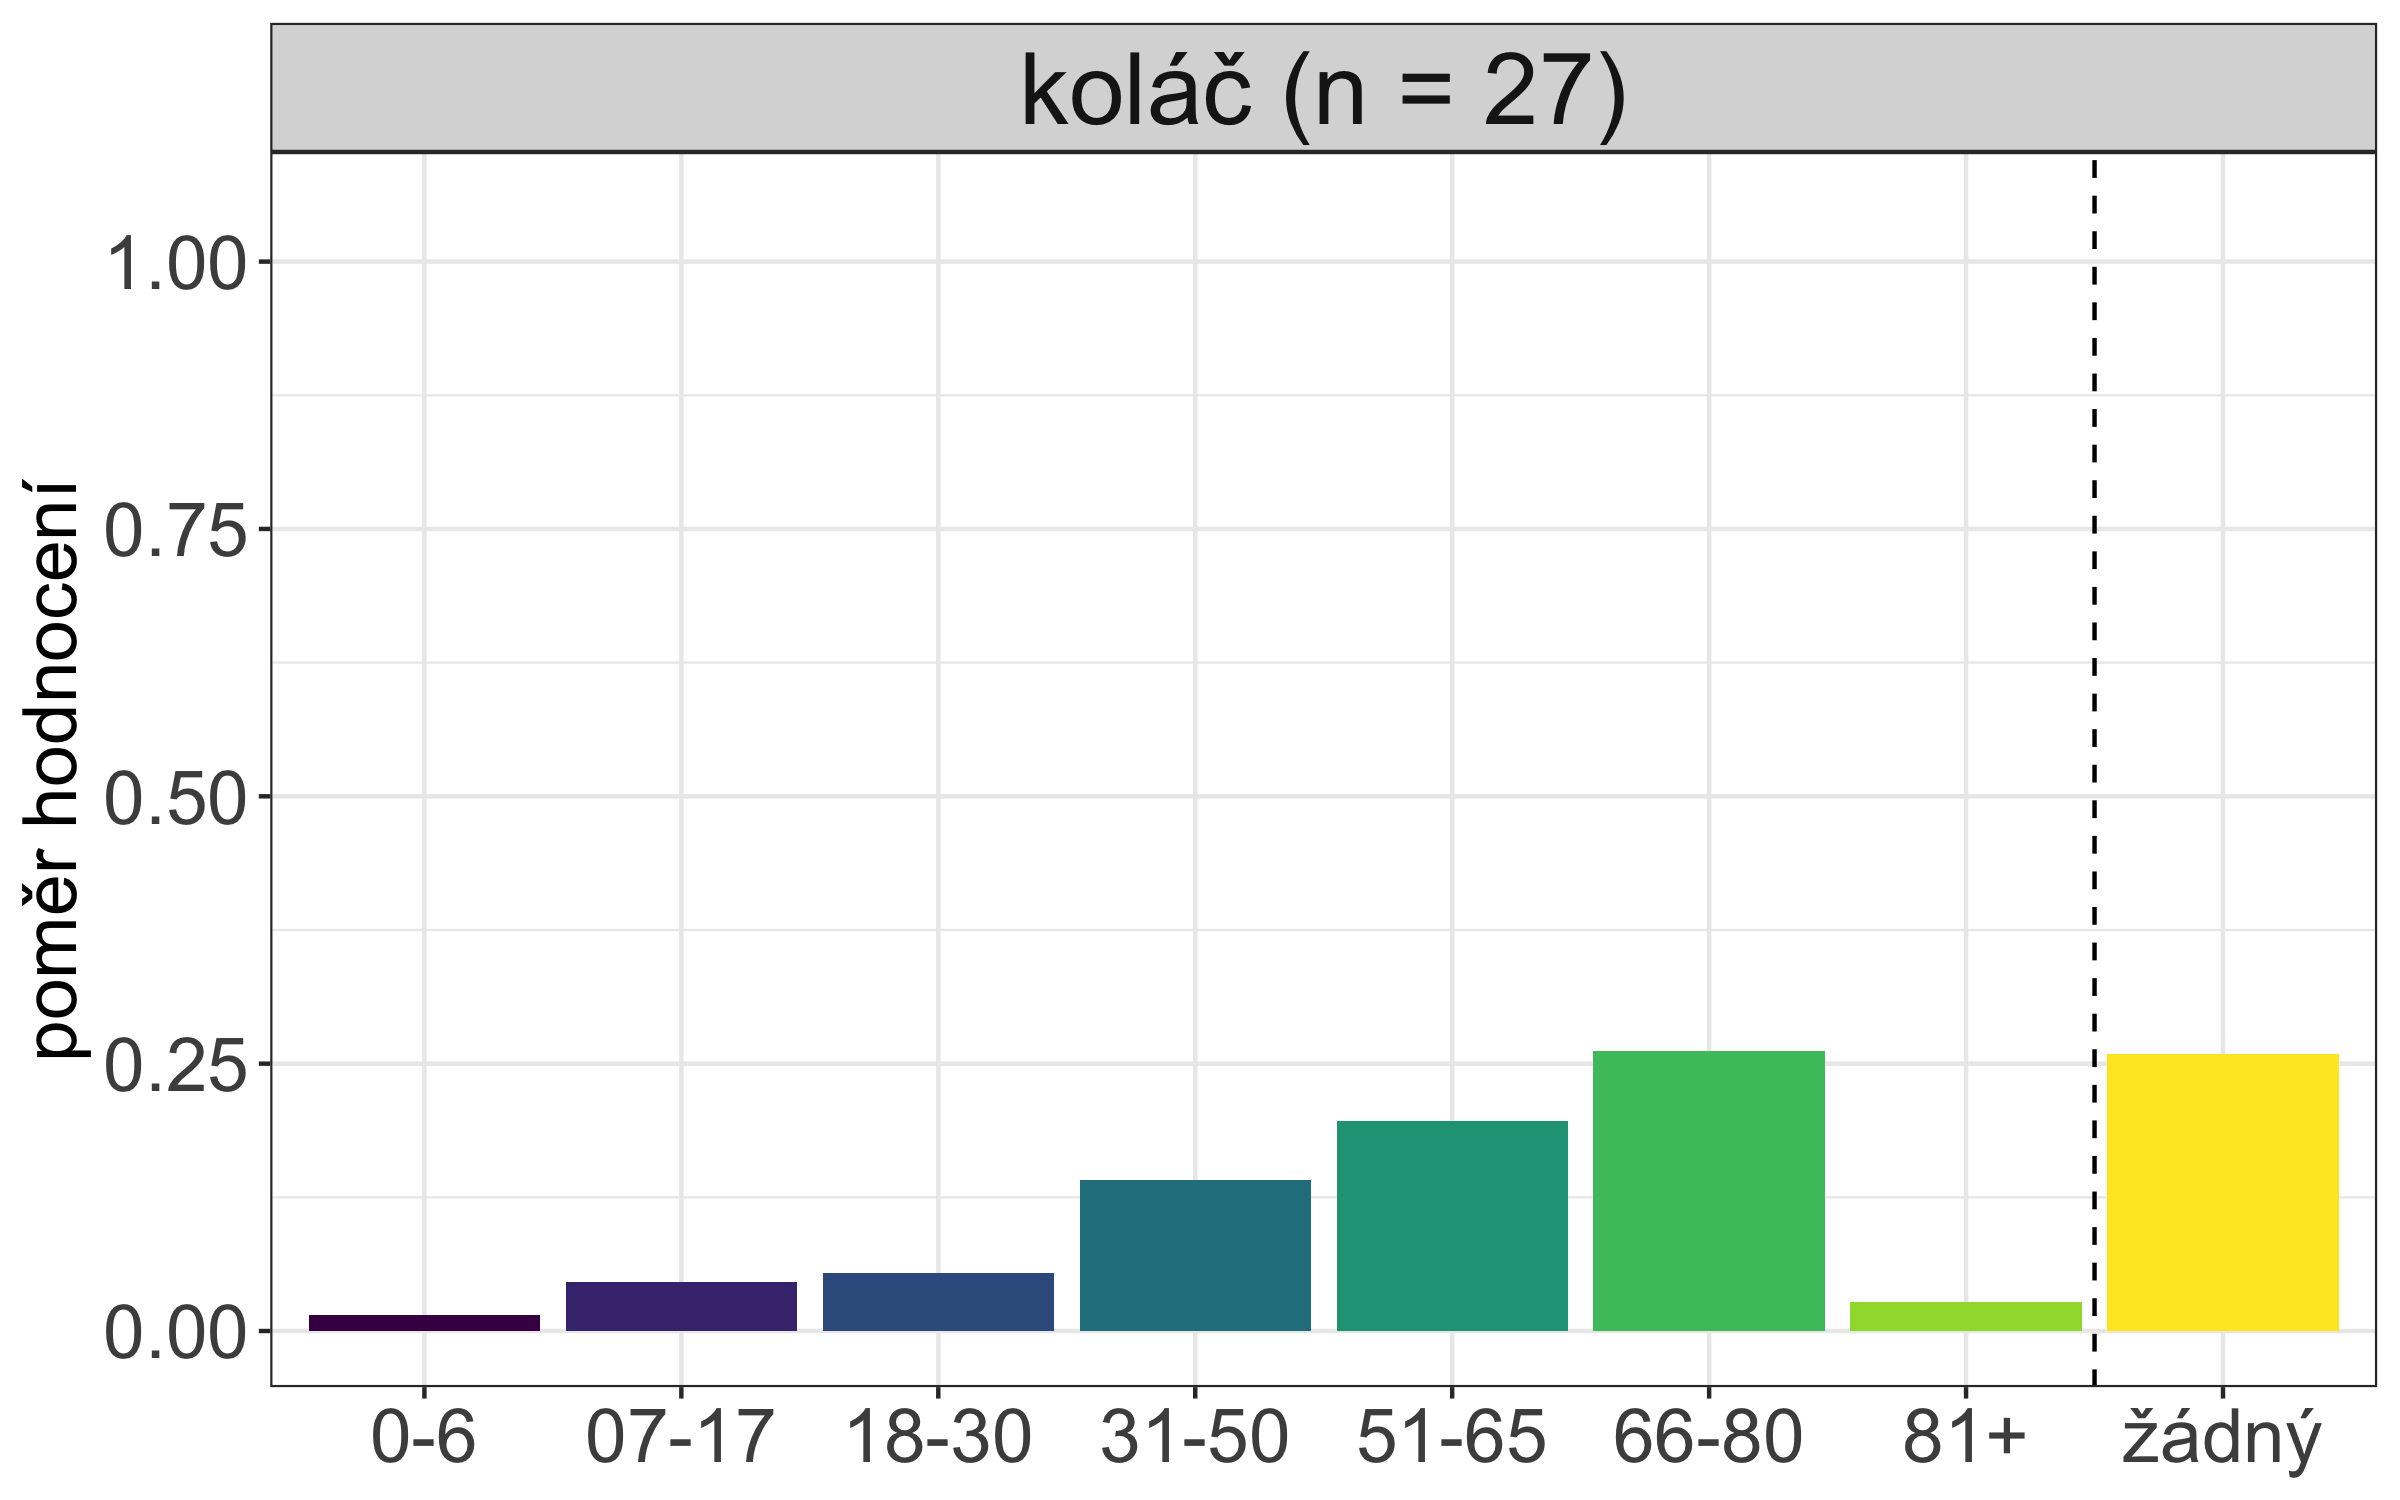 koláč (n = 27)
poměr hodnocení
1.00
0.75
0.50
0.25
0.00
0-6 07-17 18-30 31-50 51-65 66-80 81+ žádný